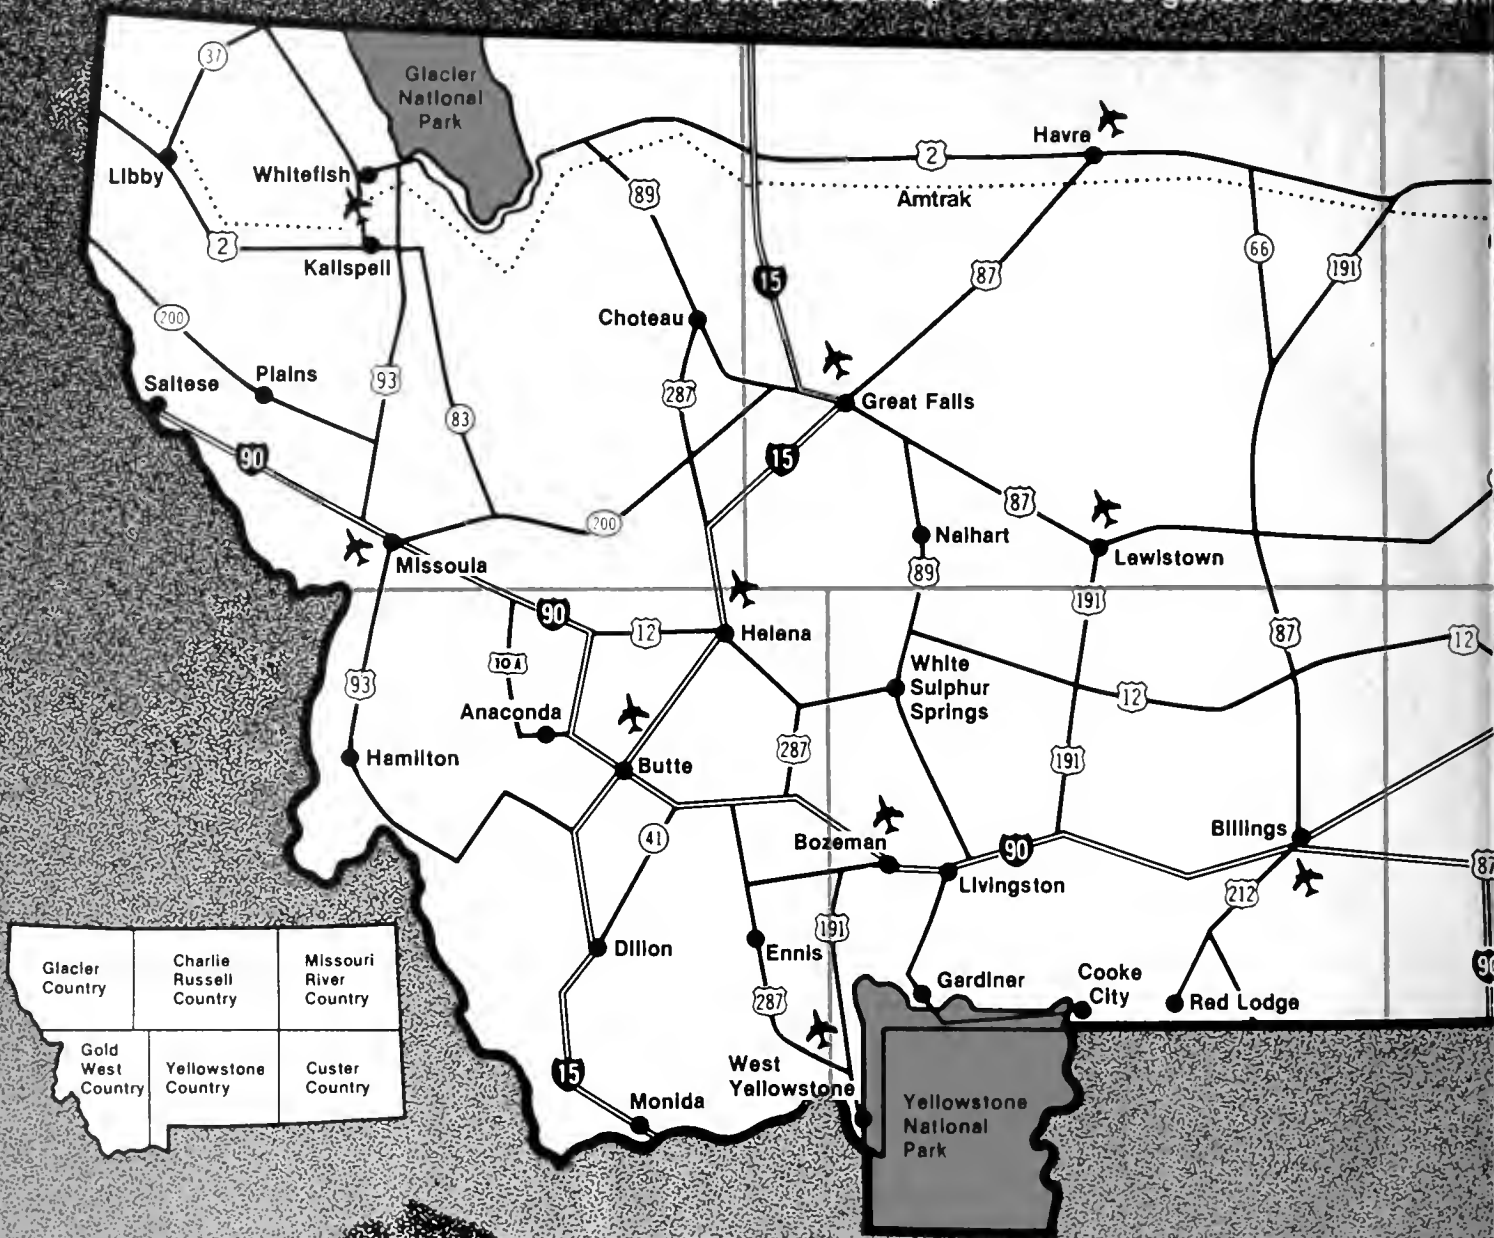 37
Glacier
National
Park
Havre
2
Libby
Whitefish
89
Amtrak
2
Kalispell
66
191
15
87
200
Choteau
Saltese
Plains
93
287
83
Great Falls
90
15
87
200
Neihart
Lewistown
Missoula
89
191
90
12
Helena
87
12
10A
White
Sulphur
Springs
93
12
Anaconda
287
191
Hamilton
Butte
41
Bozeman
90
Billings
Livingston
87
212
191
Dillon
Ennis
Gardiner
Cooke
City
Red Lodge
90
287
15
West
Yellowstone
Monida
Yellowstone
National
Park
Glacier
Country
Charlie
Russell
Country
Missouri
River
Country
Gold
West
Country
Yellowstone
Country
Custer
Country